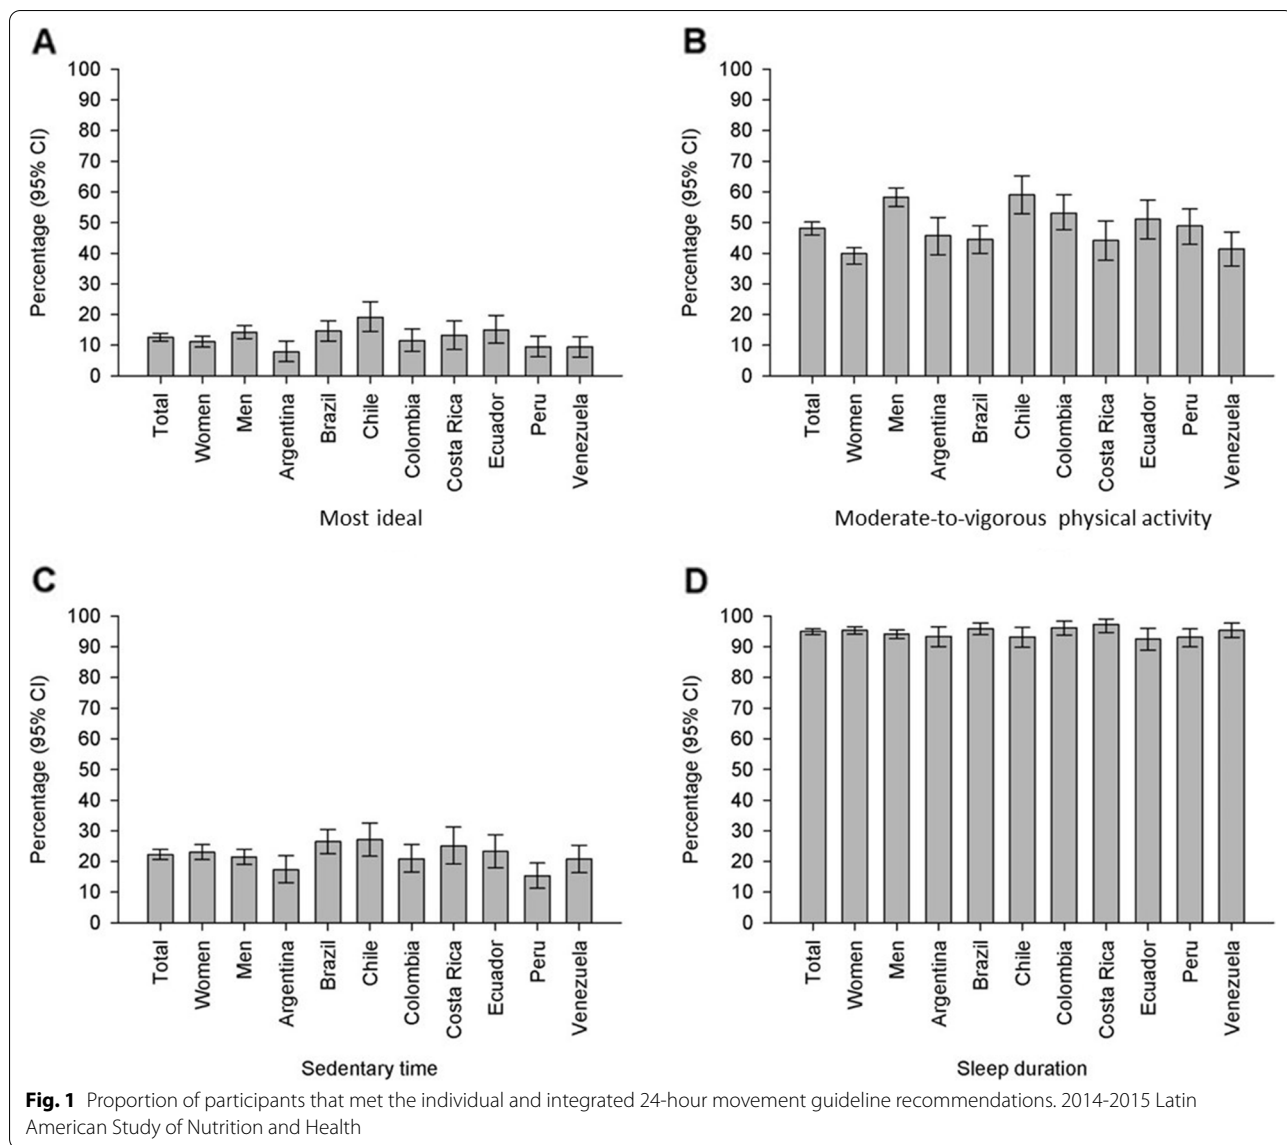 A
Percentage (95% CI)
100
90
80
70
60
50
40
30
20
10
0
Total
Women
Men
Argentina
Brazil
Chile
Colombia
Costa Rica
Ecuador
Peru
Venezuela
Most ideal
B
Percentage (95% CI)
100
90
80
70
60
50
40
30
20
10
0
Total
Women
Men
Argentina
Brazil
Chile
Colombia
Costa Rica
Ecuador
Peru
Venezuela
Moderate-to-vigorous physical activity
C
Percentage (95% CI)
100
90
80
70
60
50
40
30
20
10
0
Total
Women
Men
Argentina
Brazil
Chile
Colombia
Costa Rica
Ecuador
Peru
Venezuela
Sedentary time
D
Percentage (95% CI)
100
90
80
70
60
50
40
30
20
10
0
Total
Women
Men
Argentina
Brazil
Chile
Colombia
Costa Rica
Ecuador
Peru
Venezuela
Sleep duration
Fig. 1 Proportion of participants that met the individual and integrated 24-hour movement guideline recommendations. 2014-2015 Latin
American Study of Nutrition and Health